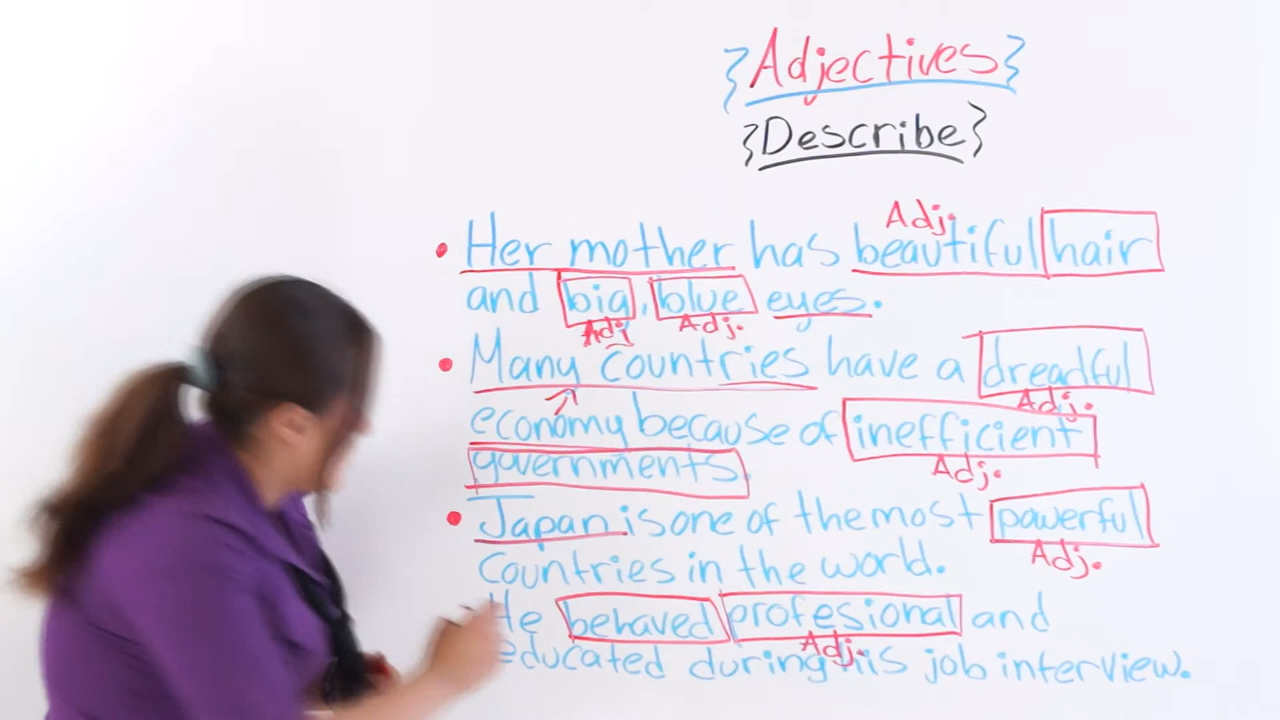 {Adjectives}
{Describe}
Adj.
• Her mother has beautiful hair
and big, blue eyes.
Adj Adj.
• Many countries have a dreadful
Adj.
economy because of inefficient
Adj.
governments.
• Japan is one of the most powerful
Adj.
countries in the world.
He behaved profesional and
Adj.
educated during his job interview.